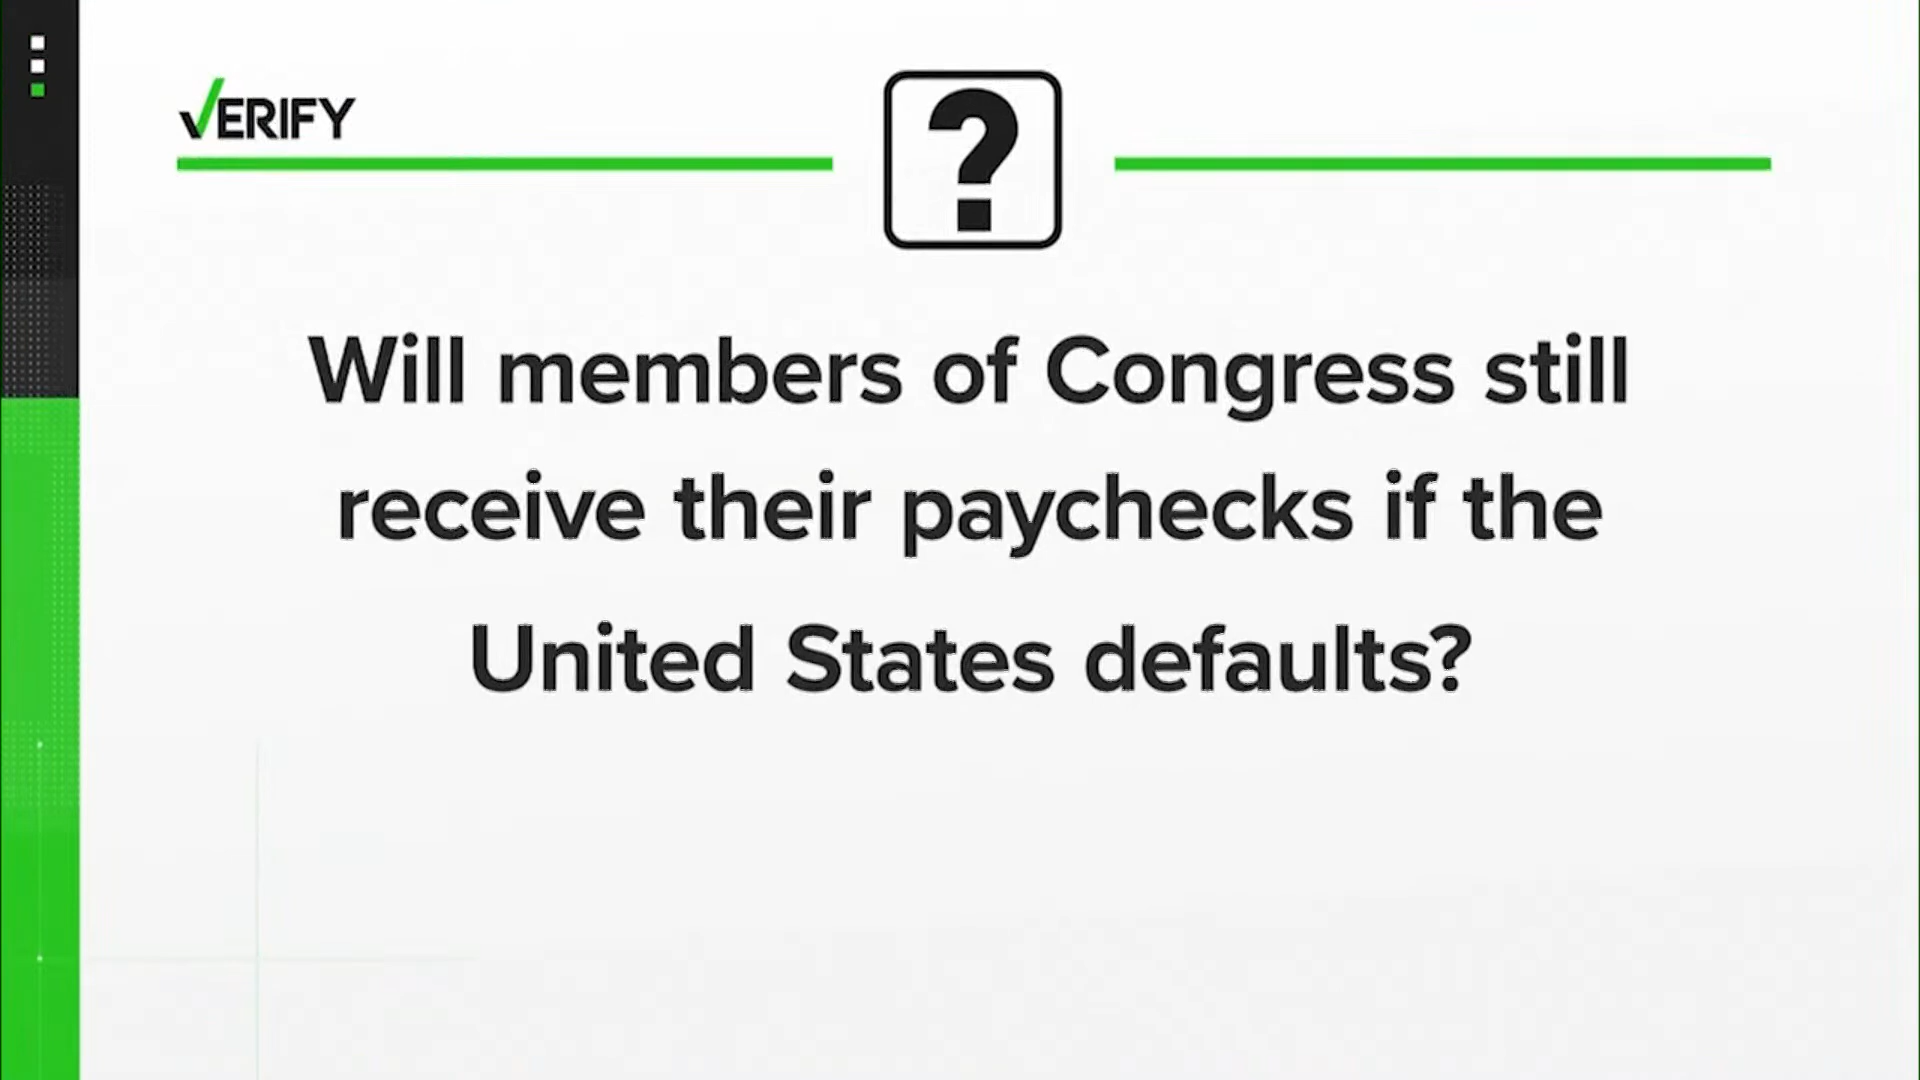 VERIFY
?
Will members of Congress still
receive their paychecks if the
United States defaults?